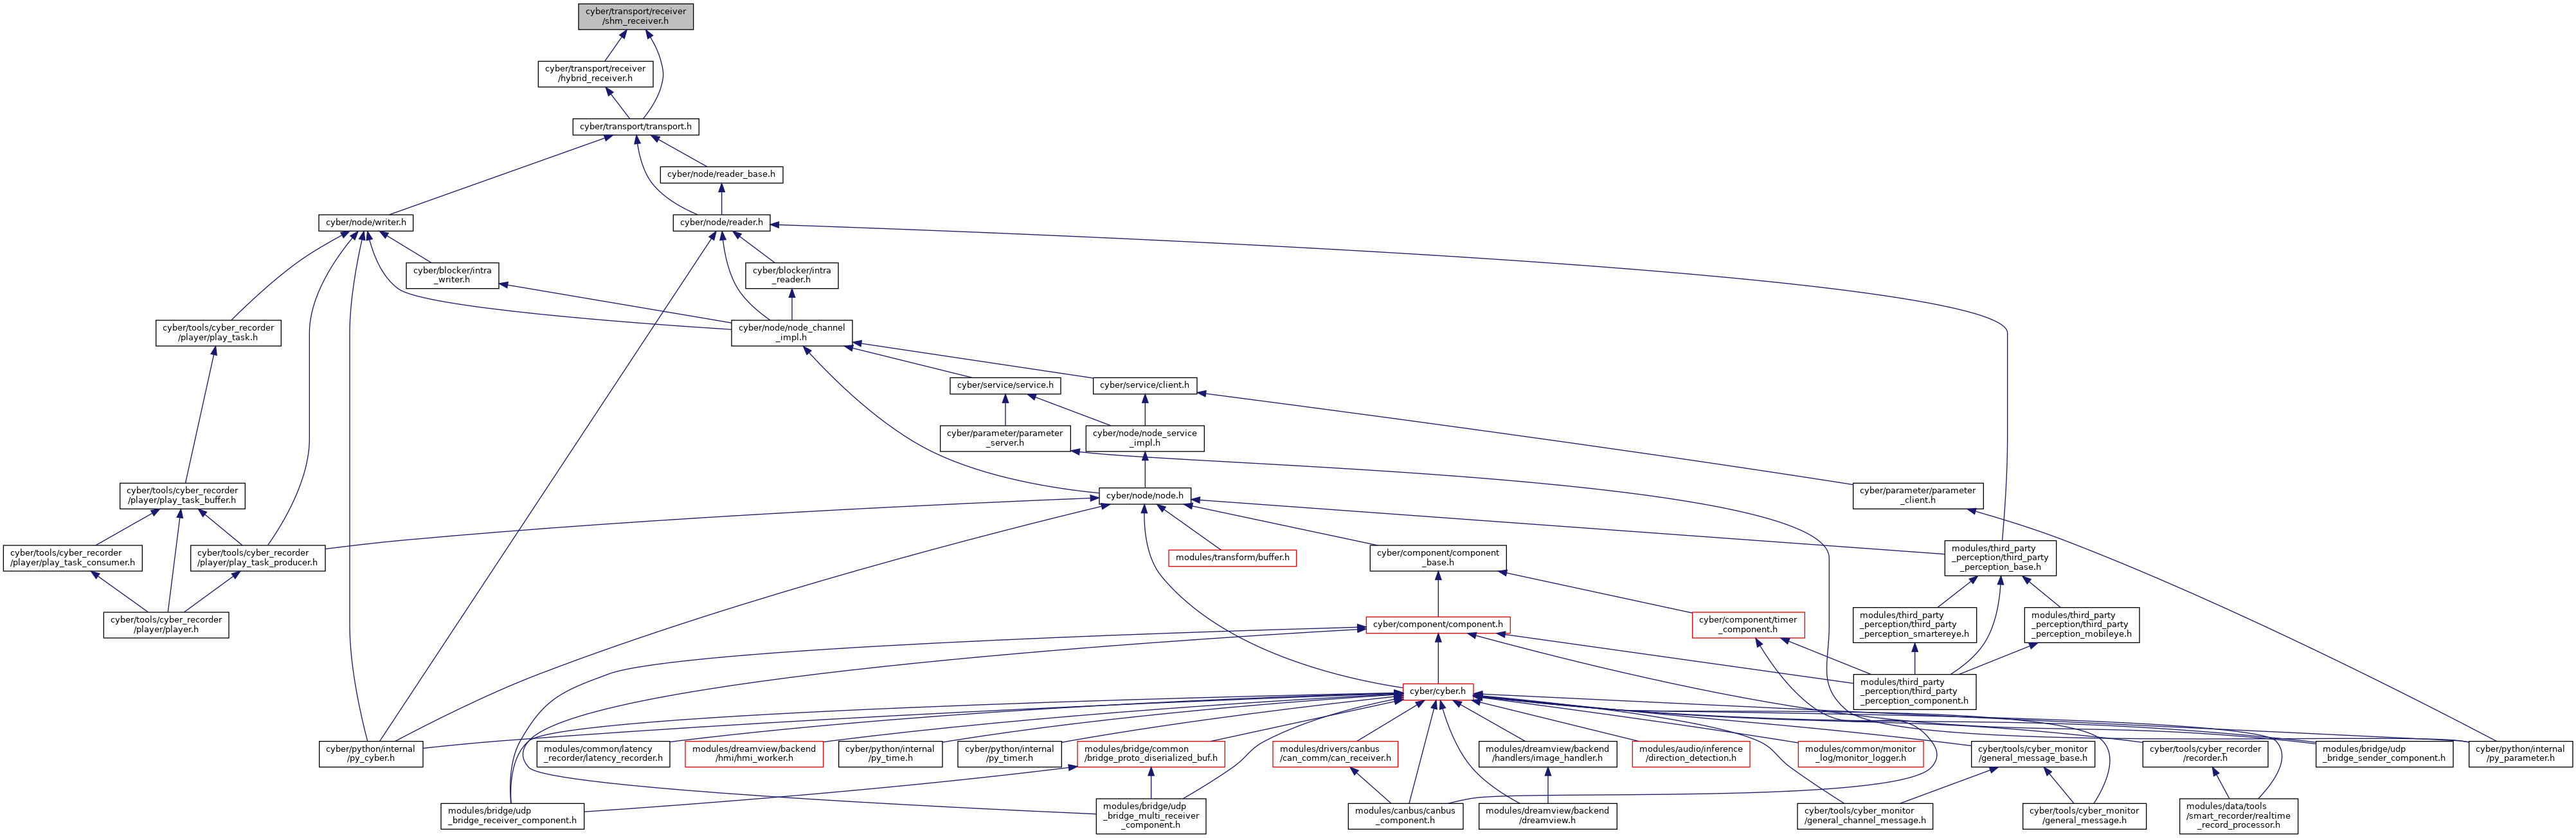 cyber/transport/receiver
/shm_receiver.h
cyber/transport/receiver
/hybrid_receiver.h
cyber/transport/transport.h
cyber/node/reader_base.h
cyber/node/writer.h
cyber/node/reader.h
cyber/blocker/intra
_writer.h
cyber/blocker/intra
_reader.h
cyber/tools/cyber_recorder
/player/play_task.h
cyber/node/node_channel
_impl.h
cyber/service/service.h
cyber/service/client.h
cyber/parameter/parameter
_server.h
cyber/node/node_service
_impl.h
cyber/tools/cyber_recorder
/player/play_task_buffer.h
cyber/node/node.h
cyber/parameter/parameter
_client.h
cyber/tools/cyber_recorder
/player/play_task_consumer.h
cyber/tools/cyber_recorder
/player/play_task_producer.h
modules/transform/buffer.h
cyber/component/component
_base.h
modules/third_party
_perception/third_party
_perception_base.h
cyber/tools/cyber_recorder
/player/player.h
cyber/component/component.h
cyber/component/timer
_component.h
modules/third_party
_perception/third_party
_perception_smartereye.h
modules/third_party
_perception/third_party
_perception_mobileye.h
cyber/cyber.h
modules/third_party
_perception/third_party
_perception_component.h
cyber/python/internal
/py_cyber.h
modules/common/latency
_recorder/latency_recorder.h
modules/dreamview/backend
/hmi/hmi_worker.h
cyber/python/internal
/py_time.h
cyber/python/internal
/py_timer.h
modules/bridge/common
/bridge_proto_diserialized_buf.h
modules/drivers/canbus
/can_comm/can_receiver.h
modules/dreamview/backend
/handlers/image_handler.h
modules/audio/inference
/direction_detection.h
modules/common/monitor
_log/monitor_logger.h
cyber/tools/cyber_monitor
/general_message_base.h
cyber/tools/cyber_recorder
/recorder.h
modules/bridge/udp
_bridge_sender_component.h
cyber/python/internal
/py_parameter.h
modules/bridge/udp
_bridge_receiver_component.h
modules/bridge/udp
_bridge_multi_receiver
_component.h
modules/canbus/canbus
_component.h
modules/dreamview/backend
/dreamview.h
cyber/tools/cyber_monitor
/general_channel_message.h
cyber/tools/cyber_monitor
/general_message.h
modules/data/tools
/smart_recorder/realtime
_record_processor.h